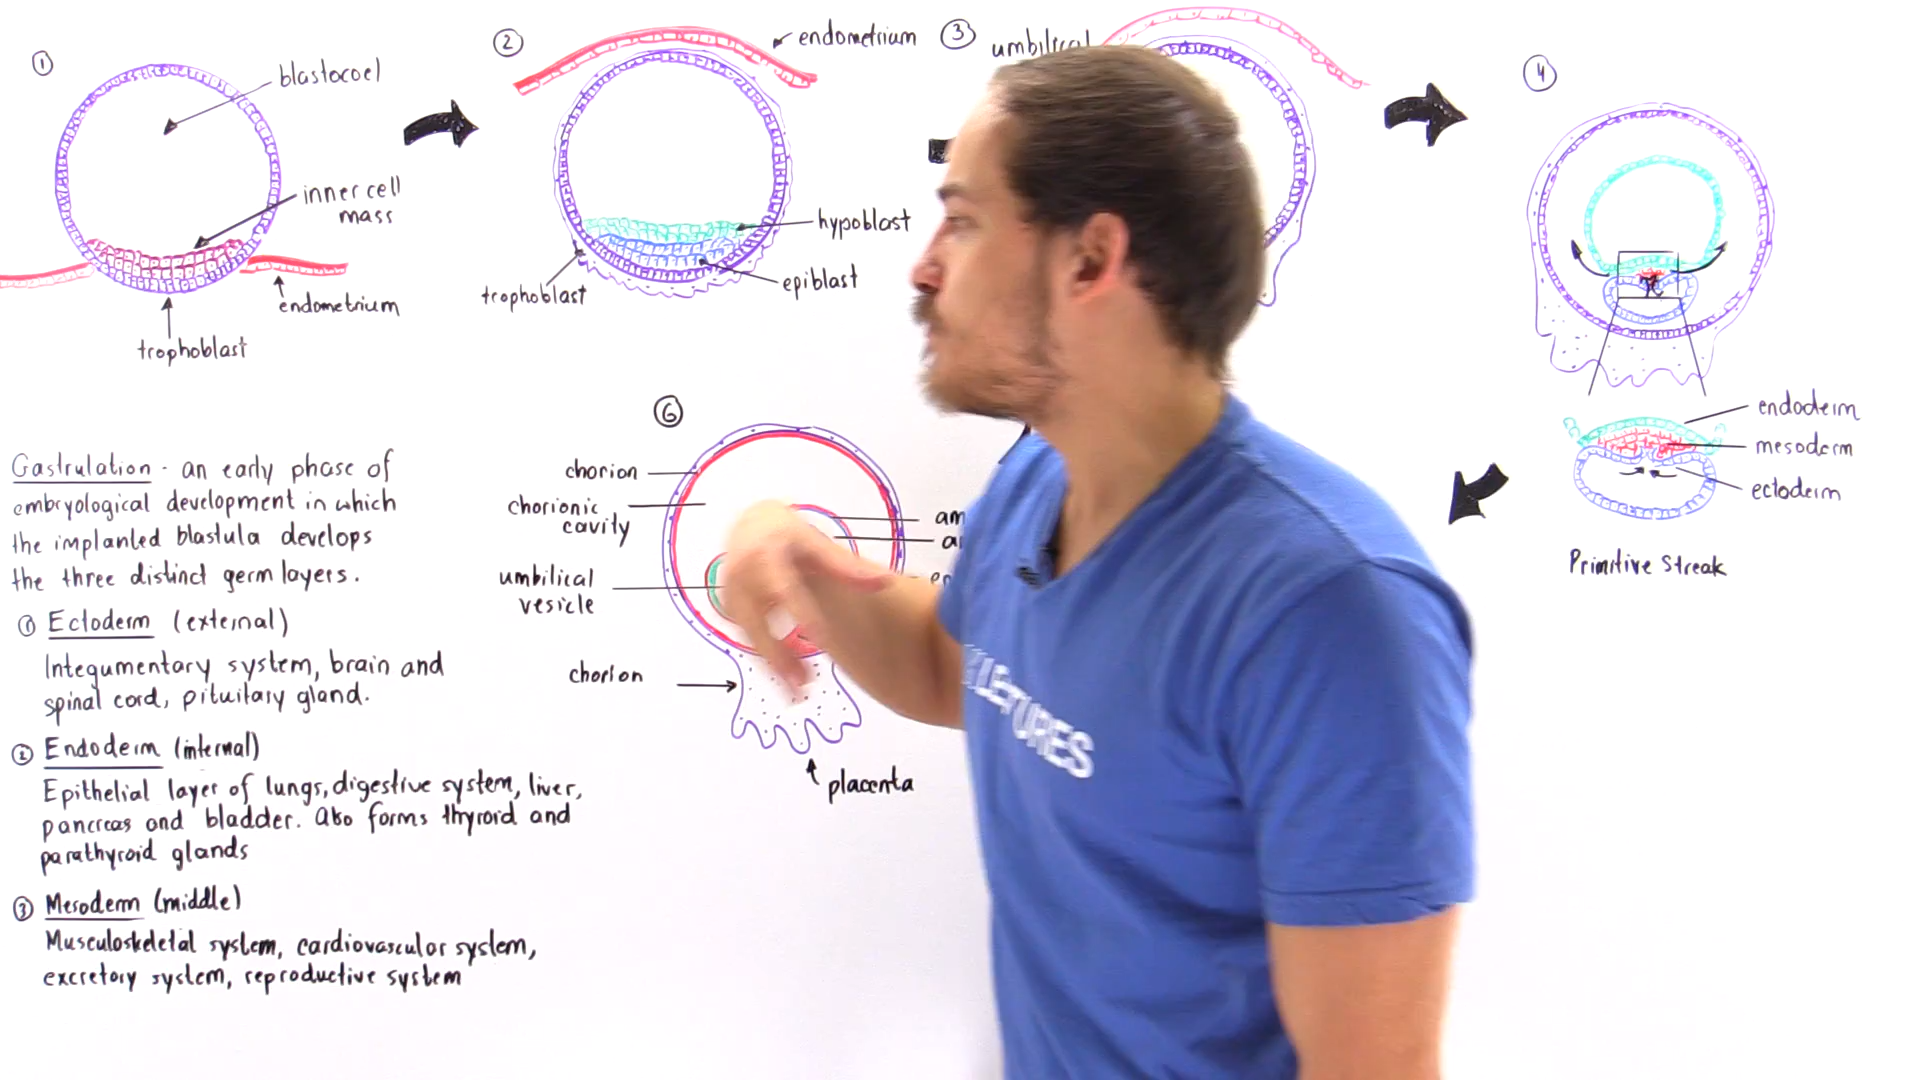 1
blastocoel
inner cell
mass
endometrium
trophoblast
2
endometrium
hypoblast
epiblast
trophoblast
3
umbilical
4
endoderm
mesoderm
ectoderm
Primitive Streak
Gastrulation - an early phase of
embryological development in which
the implanted blastula develops
the three distinct germ layers.
1 Ectoderm (external)
Integumentary system, brain and
spinal cord, pituitary gland.
2 Endoderm (internal)
Epithelial layer of lungs, digestive system, liver,
pancreas and bladder. Also forms thyroid and
parathyroid glands
3 Mesoderm (middle)
Musculoskeletal system, cardiovascular system,
excretory system, reproductive system
6
chorion
chorionic
cavity
umbilical
vesicle
chorion
placenta